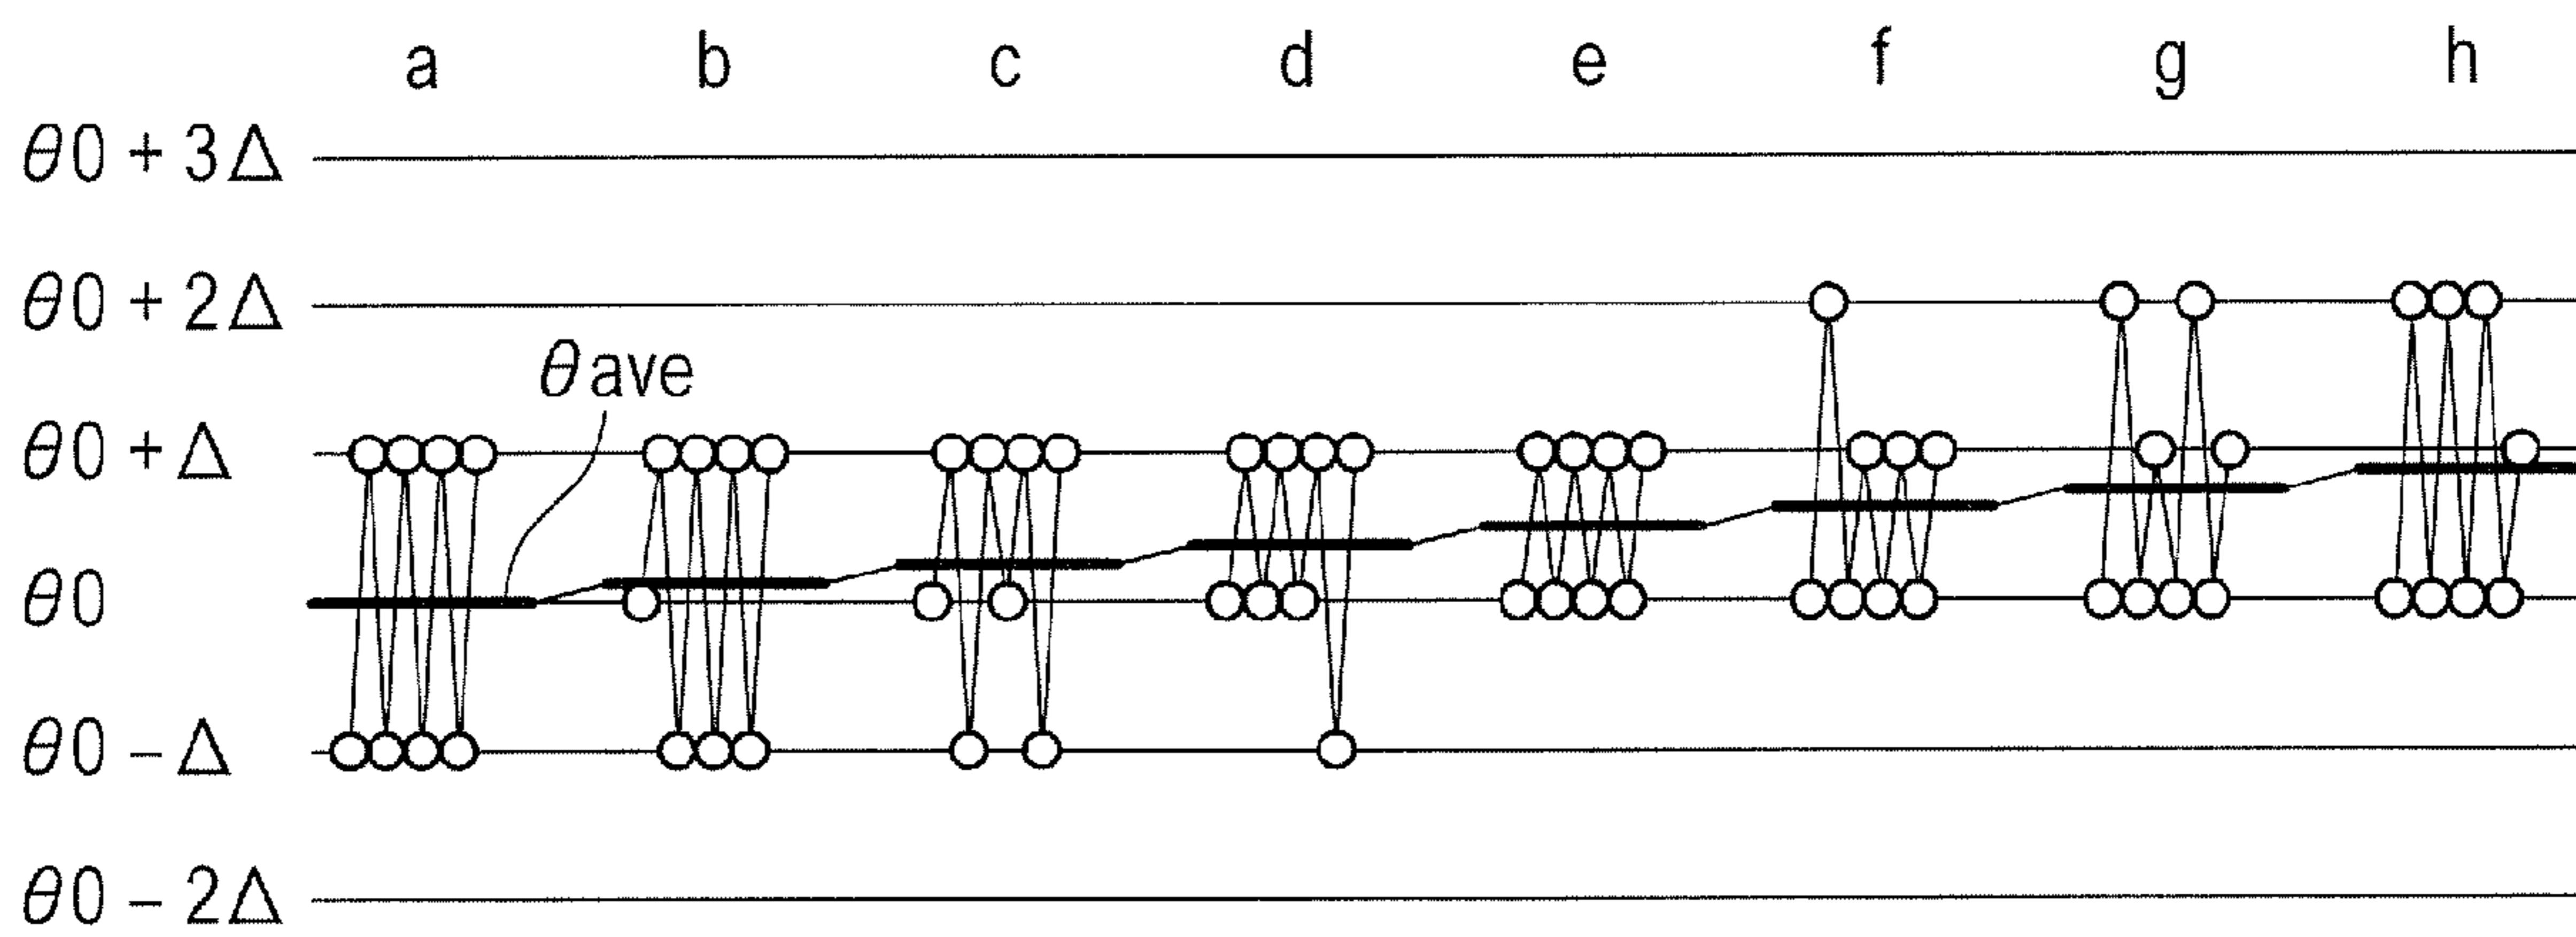 a b c d e f g h
θ0 + 3Δ
θ0 + 2Δ
θave
θ0 + Δ
θ0
θ0 − Δ
θ0 − 2Δ